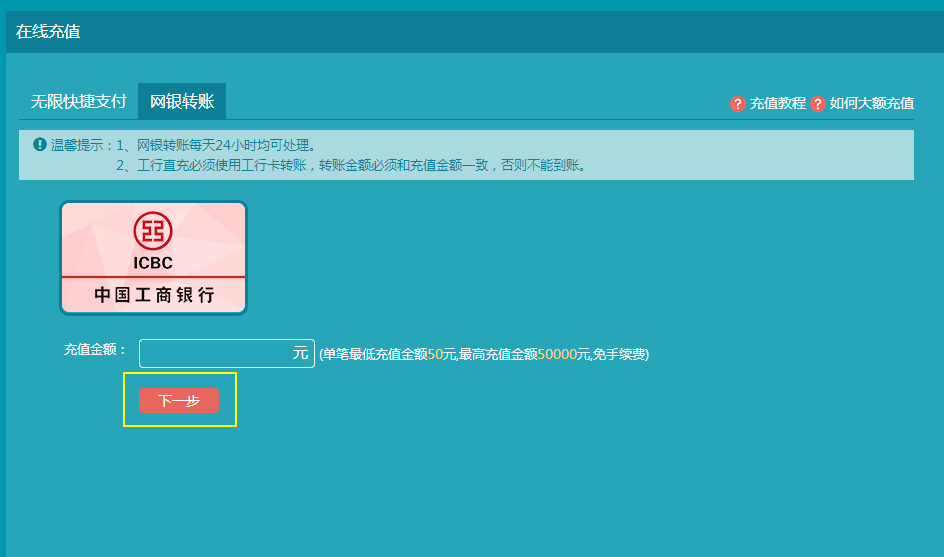 在线充值
无限快捷支付 网银转账 ? 充值教程 ? 如何大额充值
! 温馨提示：1、网银转账每天24小时均可处理。
2、工行直充必须使用工行卡转账，转账金额必须和充值金额一致，否则不能到账。
ICBC
中国工商银行
充值金额： 元 (单笔最低充值金额50元,最高充值金额50000元,免手续费)
下一步